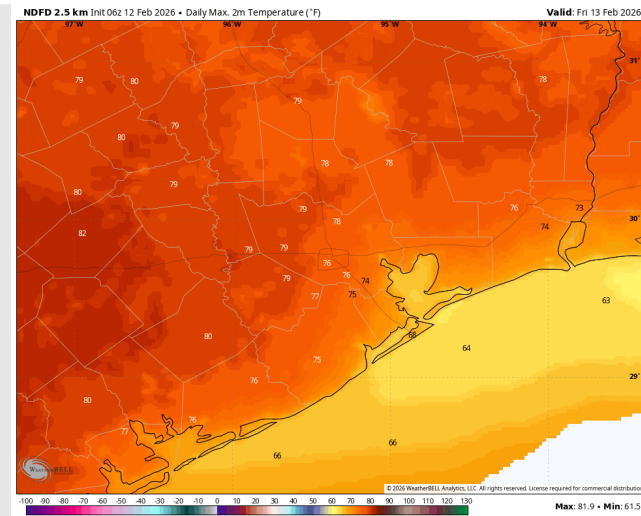 NDFD 2.5 km Init 06z 12 Feb 2026 • Daily Max. 2m Temperature (°F)
Valid: Fri 13 Feb 2026
97°W 96°W 95°W 94°W
31°
79 80 78
79
79
80
78 78
79
80
79 76 73
30°
82 78 74
79 79
76
79 76 74
77 75
63
80 68
64
75
29°
76
80
76
77
66
66
WeatherBELL
© 2026 WeatherBELL Analytics, LLC. All rights reserved. License required for commercial distributio
-100 -90 -80 -70 -60 -50 -40 -30 -20 -10 0 10 20 30 40 50 60 70 80 90 100 110 120 130
Max: 81.9 • Min: 61.5